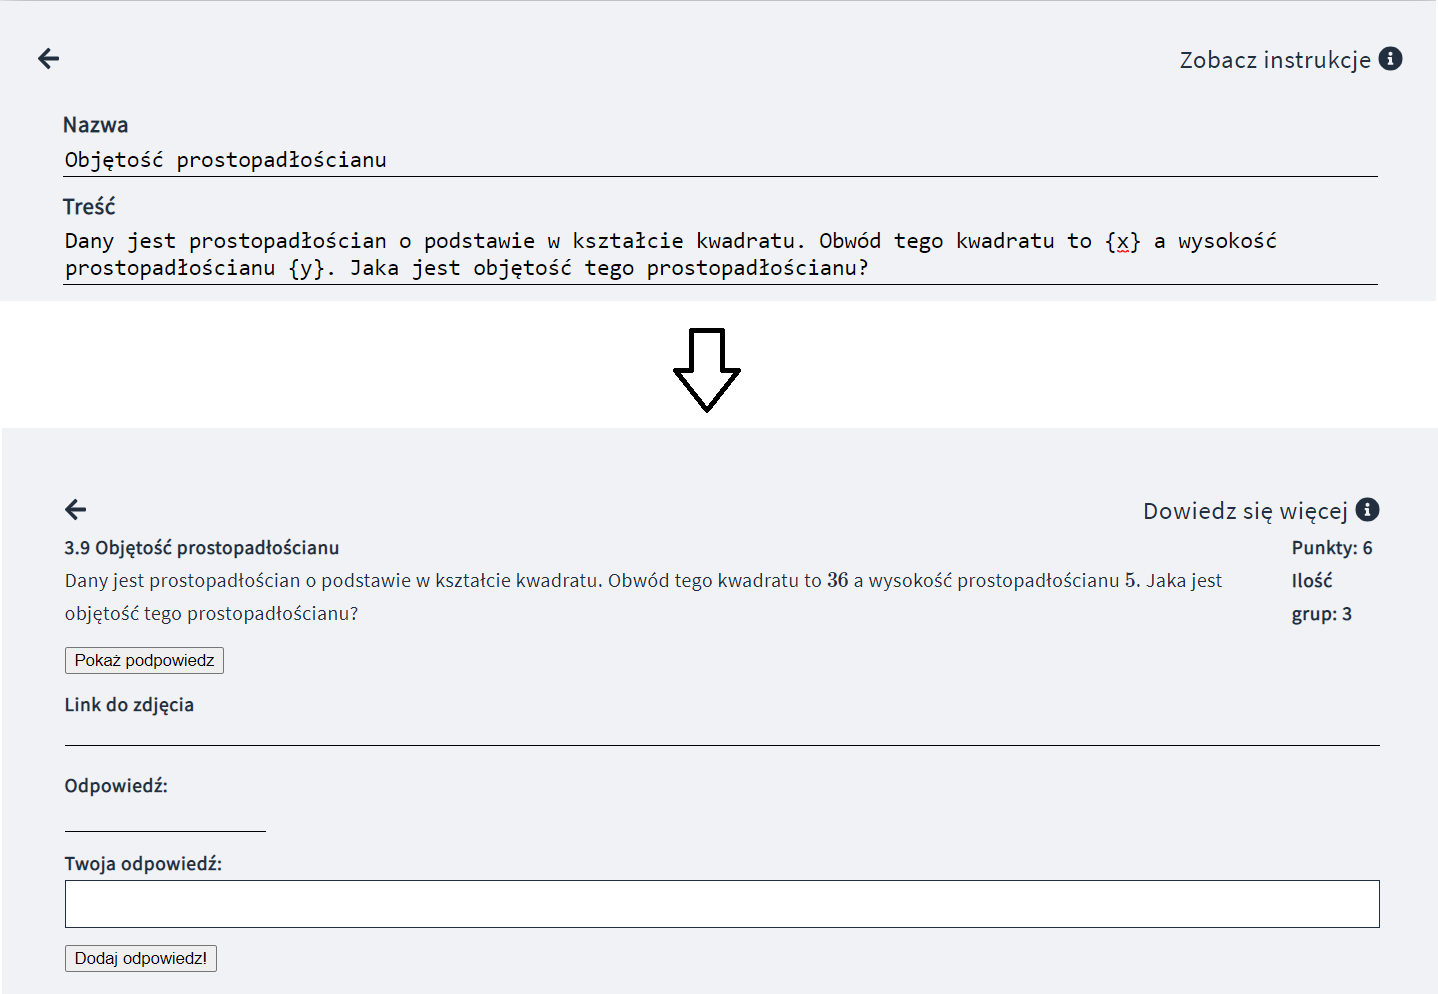 Zobacz instrukcje
Nazwa
Objętość prostopadłościanu
Treść
Dany jest prostopadłościan o podstawie w kształcie kwadratu. Obwód tego kwadratu to {x} a wysokość
prostopadłościanu {y}. Jaka jest objętość tego prostopadłościanu?
Dowiedz się więcej
3.9 Objętość prostopadłościanu
Punkty: 6
Dany jest prostopadłościan o podstawie w kształcie kwadratu. Obwód tego kwadratu to 36 a wysokość prostopadłościanu 5. Jaka jest
Ilość
objętość tego prostopadłościanu?
grup: 3
Pokaż podpowiedz
Link do zdjęcia
Odpowiedź:
Twoja odpowiedź:
Dodaj odpowiedz!